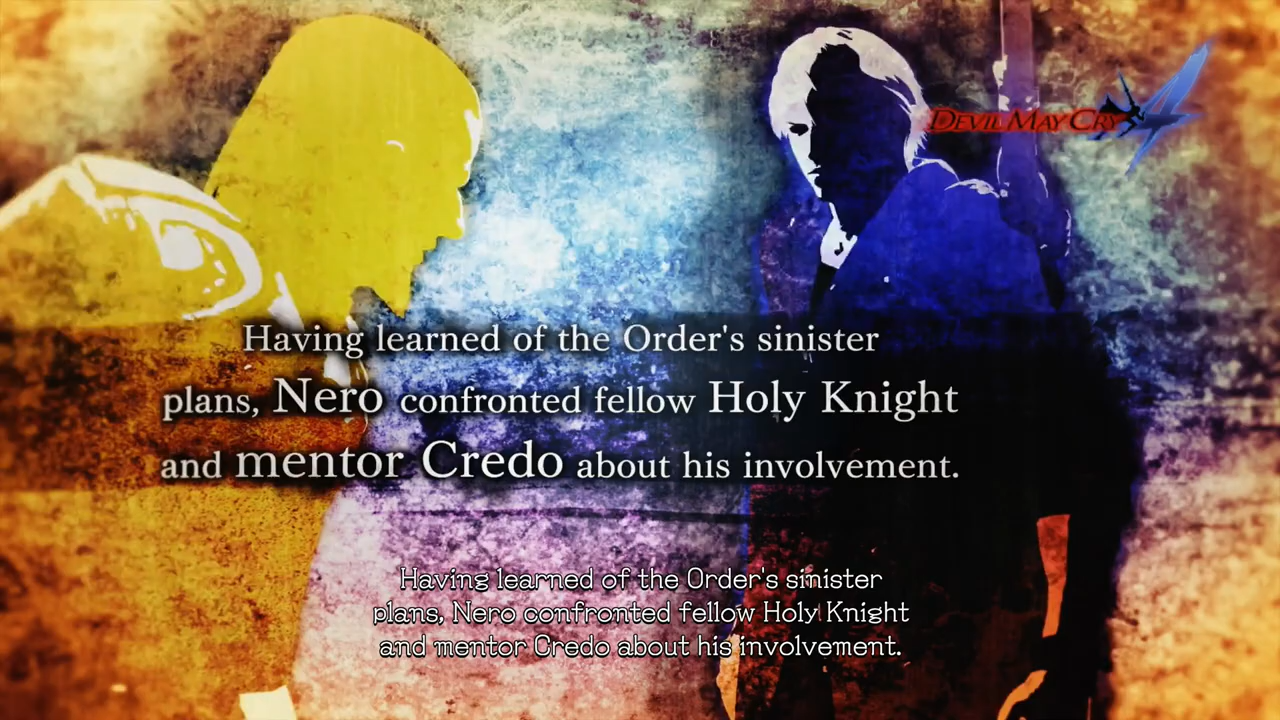 DEVIL MAY CRY 4
Having learned of the Order's sinister
plans, Nero confronted fellow Holy Knight
and mentor Credo about his involvement.
Having learned of the Order's sinister
plans, Nero confronted fellow Holy Knight
and mentor Credo about his involvement.